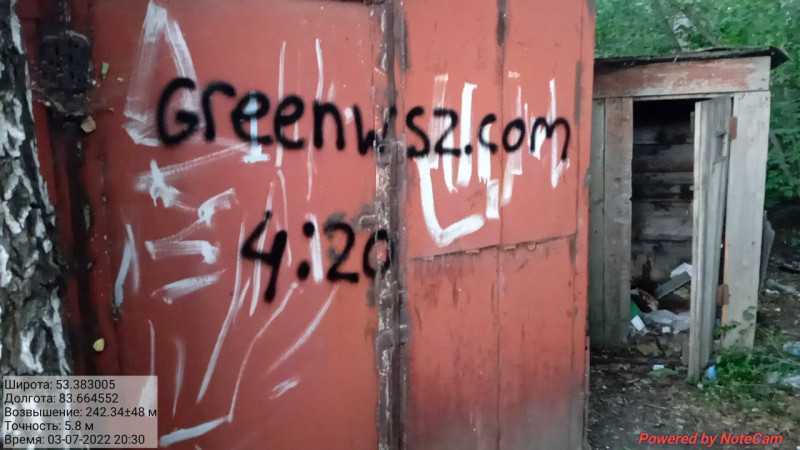 Greenwsz.com
4:20
Широта: 53.383005
Долгота: 83.664552
Возвышение: 242.34±48 м
Точность: 5.8 м
Время: 03-07-2022 20:30
Powered by NoteCam